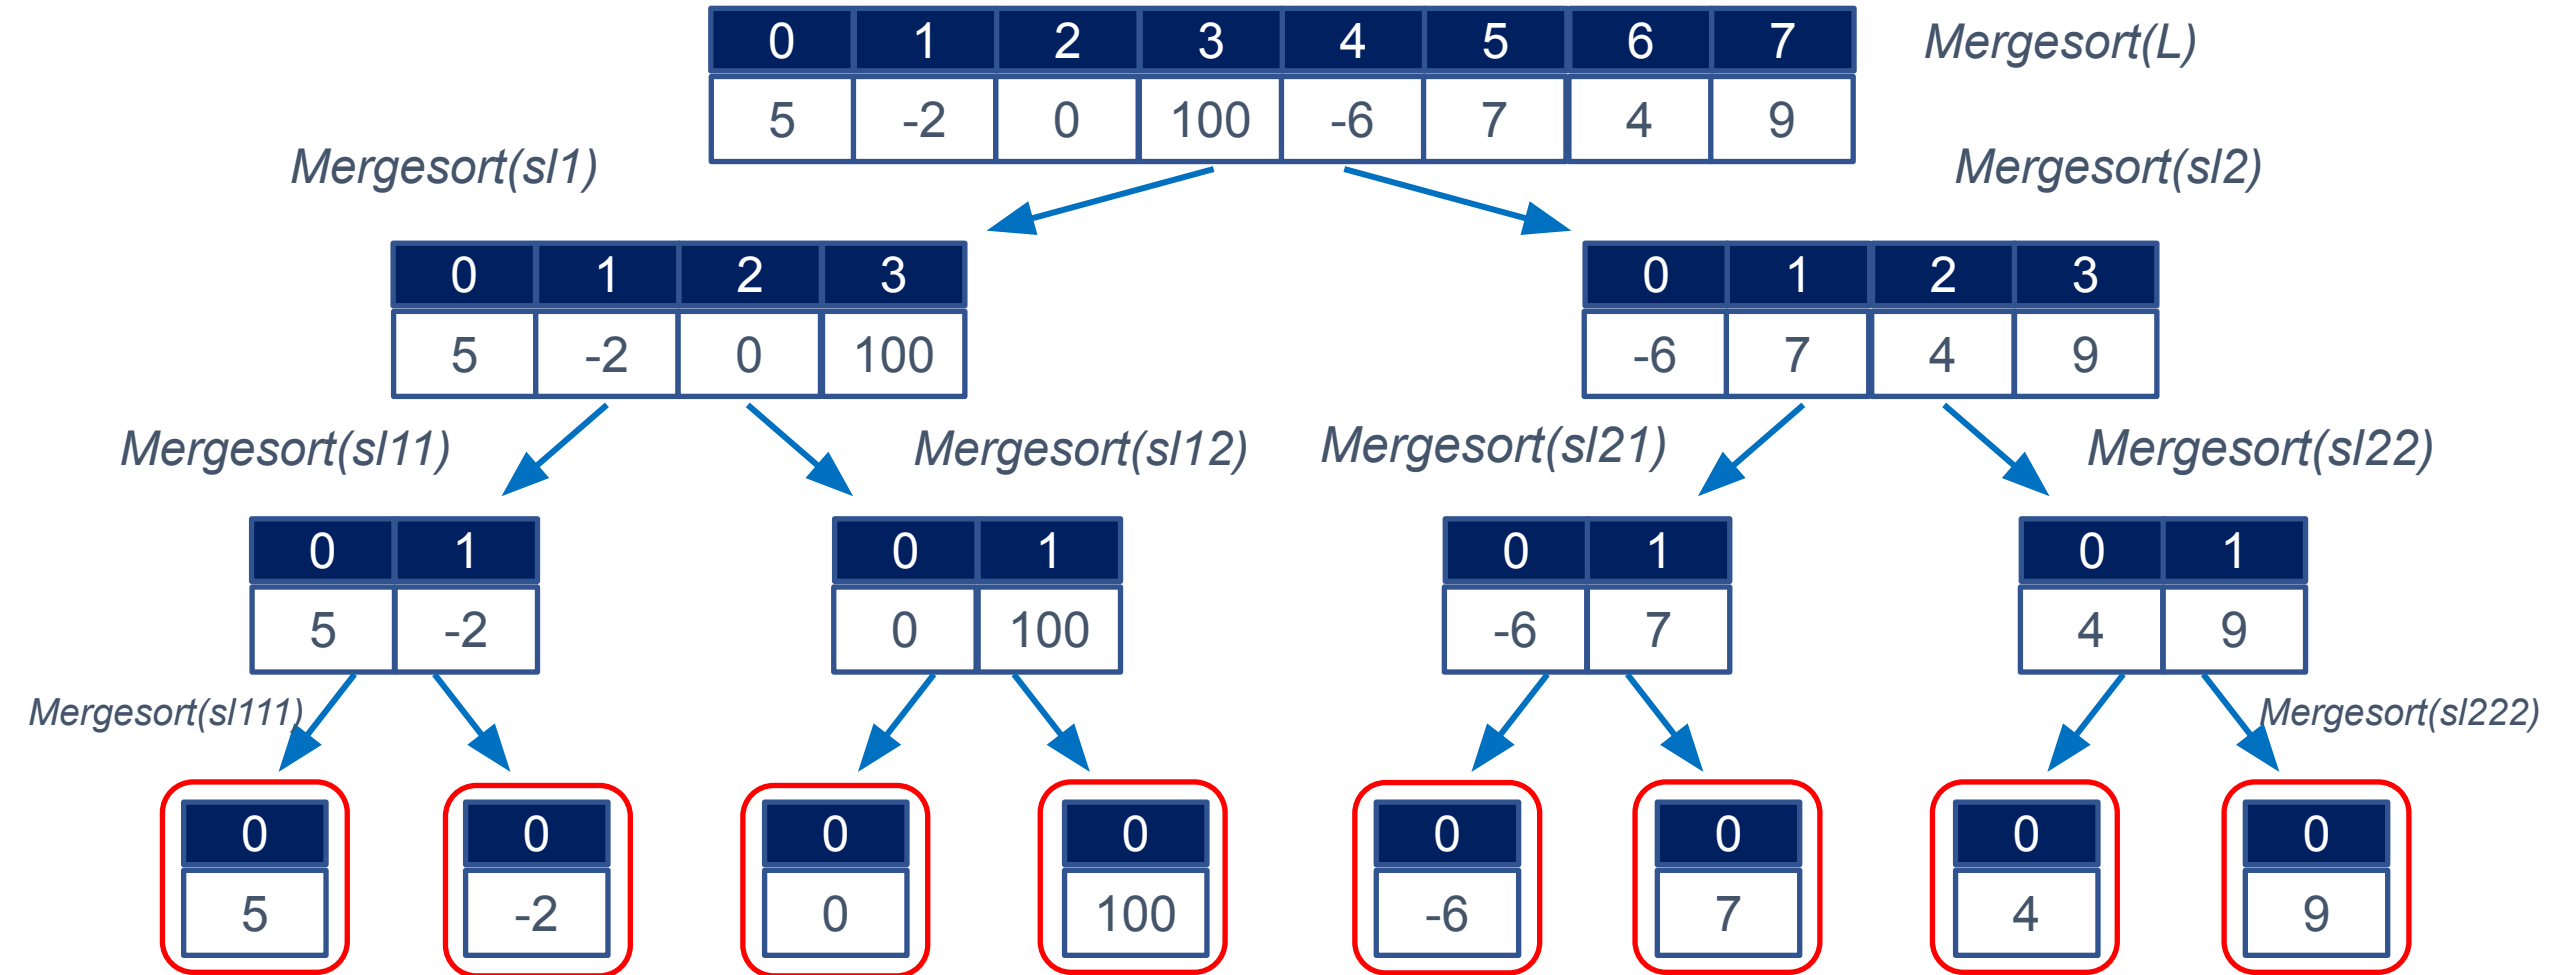 0 1 2 3 4 5 6 7 Mergesort(L)
5 -2 0 100 -6 7 4 9
Mergesort(sl1) Mergesort(sl2)
0 1 2 3 0 1 2 3
5 -2 0 100 -6 7 4 9
Mergesort(sl11) Mergesort(sl12) Mergesort(sl21) Mergesort(sl22)
0 1 0 1 0 1 0 1
5 -2 0 100 -6 7 4 9
Mergesort(sl111) Mergesort(sl222)
0 0 0 0 0 0 0 0
5 -2 0 100 -6 7 4 9